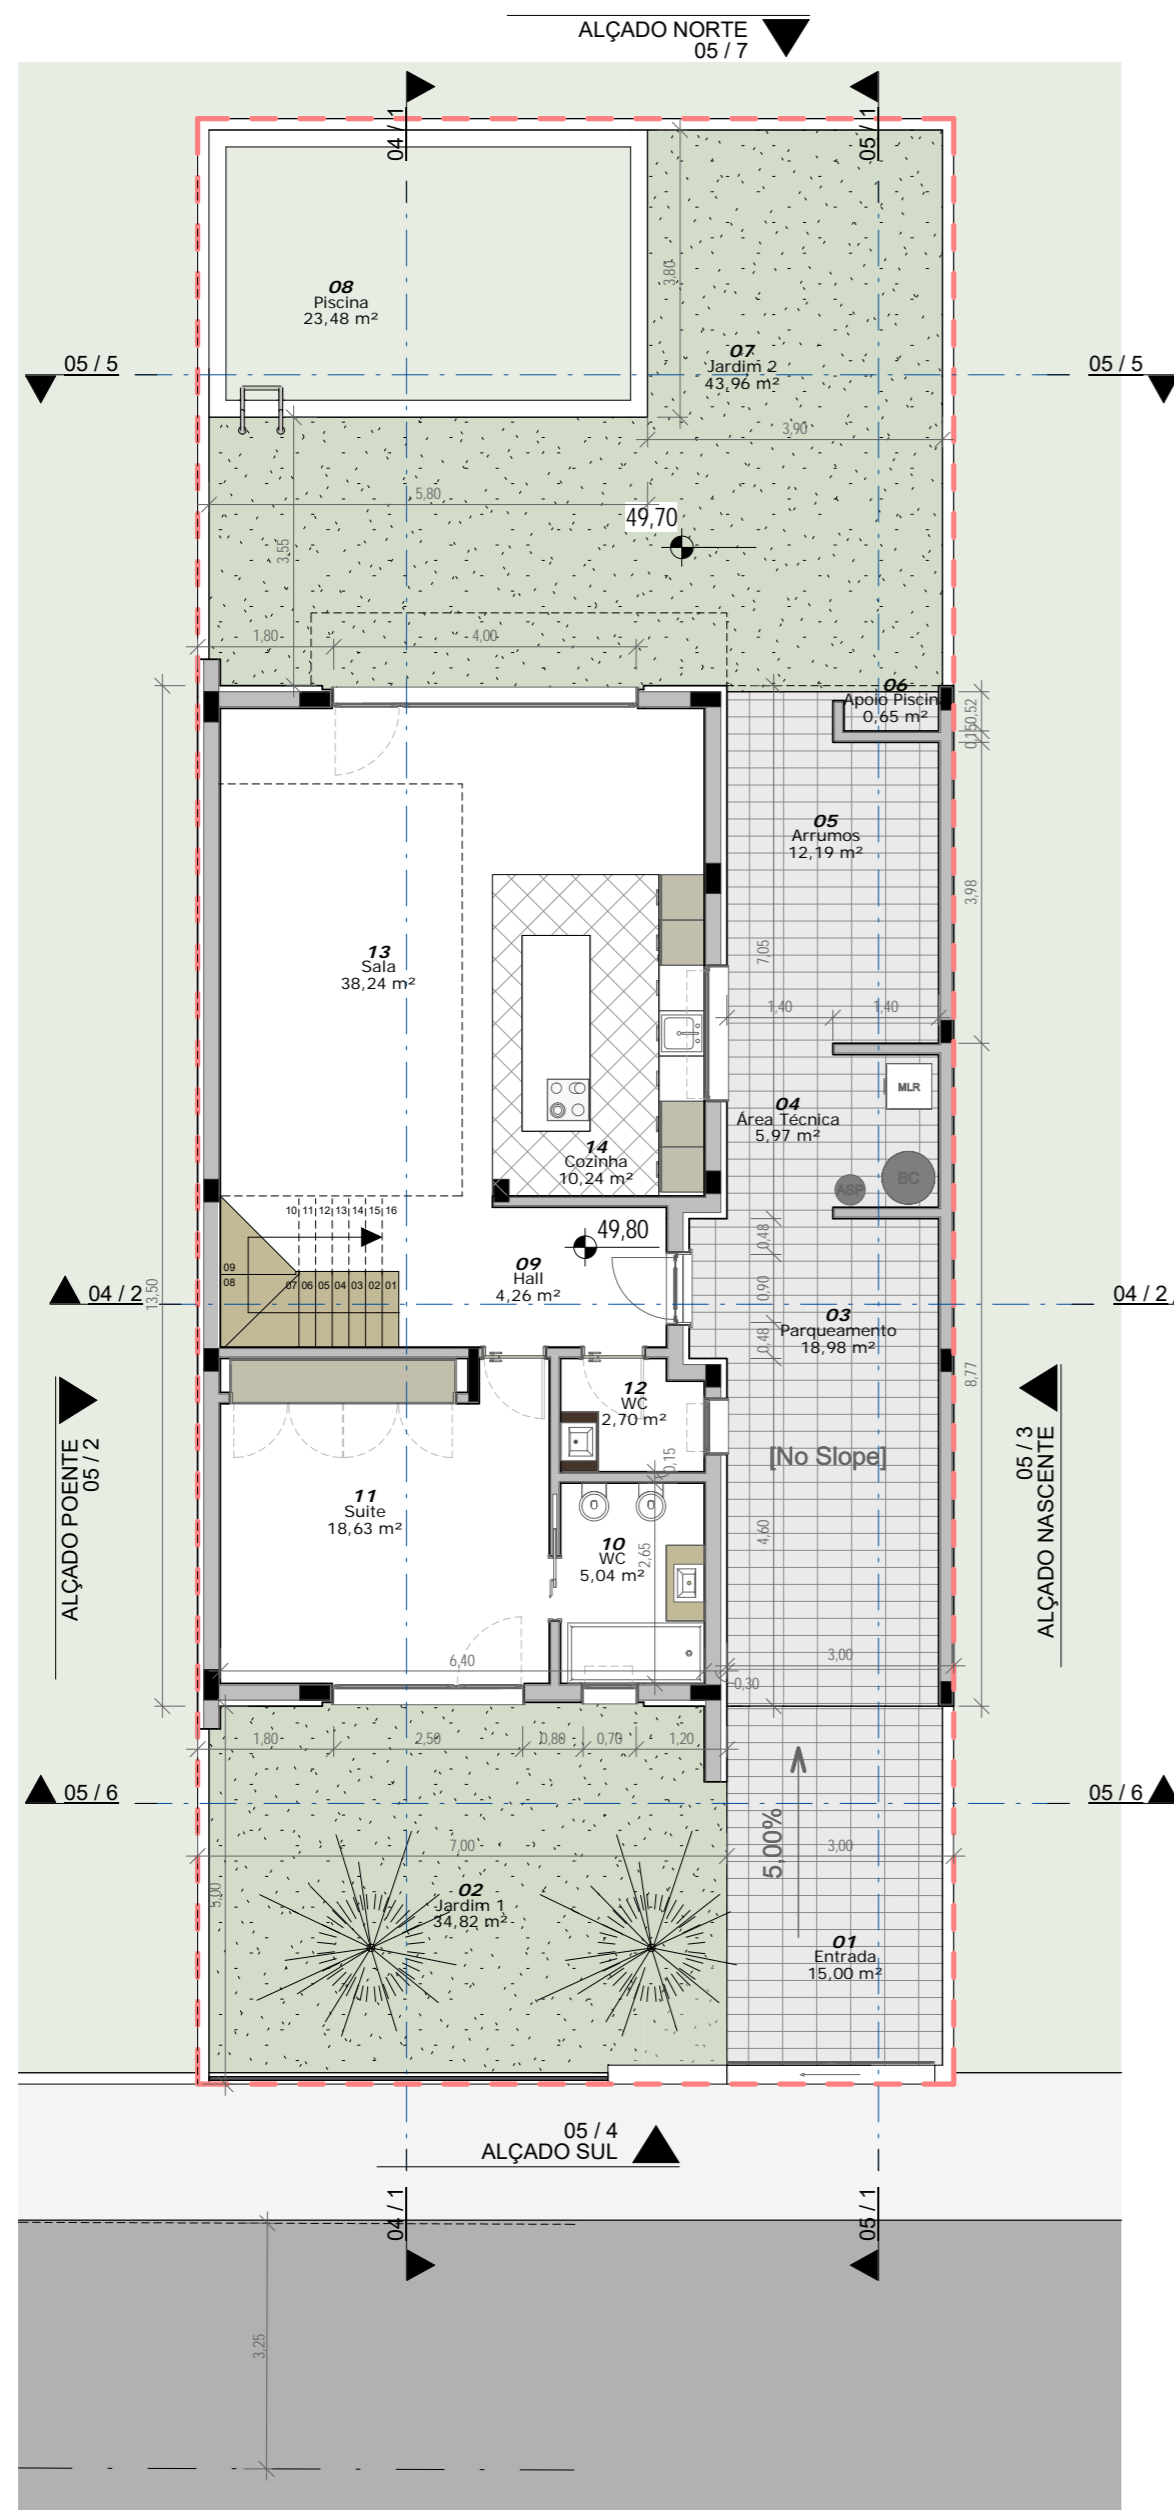 ALÇADO NORTE
05 / 7
04 / 1
05 / 1
08
Piscina
23,48 m²
3,80
07
Jardim 2
43,96 m²
05 / 5
05 / 5
3,90
5,80
49,70
3,55
1,80
4,00
06
Apoio Piscin
0,65 m²
0,52
0,15
05
Arrumos
12,19 m²
3,98
7,05
13
Sala
38,24 m²
1,40
1,40
MLR
04
Área Técnica
5,97 m²
14
Cozinha
10,24 m²
BC
ASP
10 11 12 13 14 15 16
49,80
0,48
09
Hall
4,26 m²
09
08
07 06 05 04 03 02 01
0,90
04 / 2
13,50
04 / 2
03
Parqueamento
18,98 m²
0,48
8,77
12
WC
2,70 m²
ALÇADO POENTE
05 / 2
05 / 3
ALÇADO NASCENTE
[No Slope]
0,15
11
Suite
18,63 m²
4,60
10
WC
5,04 m²
2,65
6,40
3,00
0,30
1,80
2,50
0,80
0,70
1,20
05 / 6
05 / 6
5,00%
7,00
3,00
5,00
02
Jardim 1
34,82 m²
01
Entrada
15,00 m²
05 / 4
ALÇADO SUL
04 / 1
05 / 1
3,25